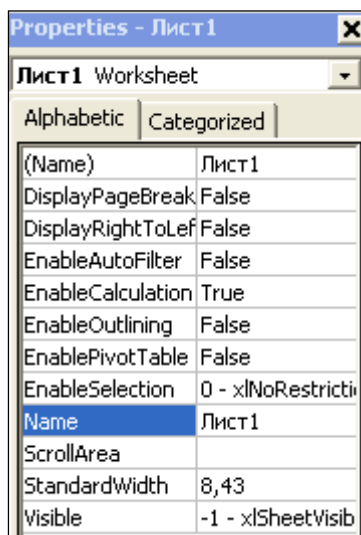 Properties - Лист1
Лист1 Worksheet
Alphabetic Categorized
(Name) Лист1
DisplayPageBreak False
DisplayRightToLef False
EnableAutoFilter False
EnableCalculation True
EnableOutlining False
EnablePivotTable False
EnableSelection 0 - xlNoRestricti
Name Лист1
ScrollArea
StandardWidth 8,43
Visible -1 - xlSheetVisib